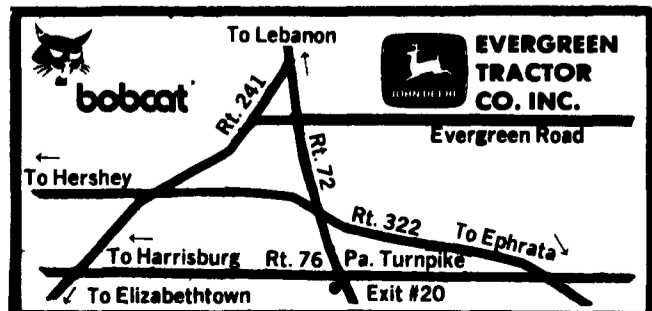 To Lebanon
bobcat
JOHN DEERE
EVERGREEN
TRACTOR
CO. INC.
Rt. 241
Evergreen Road
Rt. 72
To Hershey
Rt. 322
To Ephrata
To Harrisburg
Rt. 76
Pa. Turnpike
To Elizabethtown
Exit #20